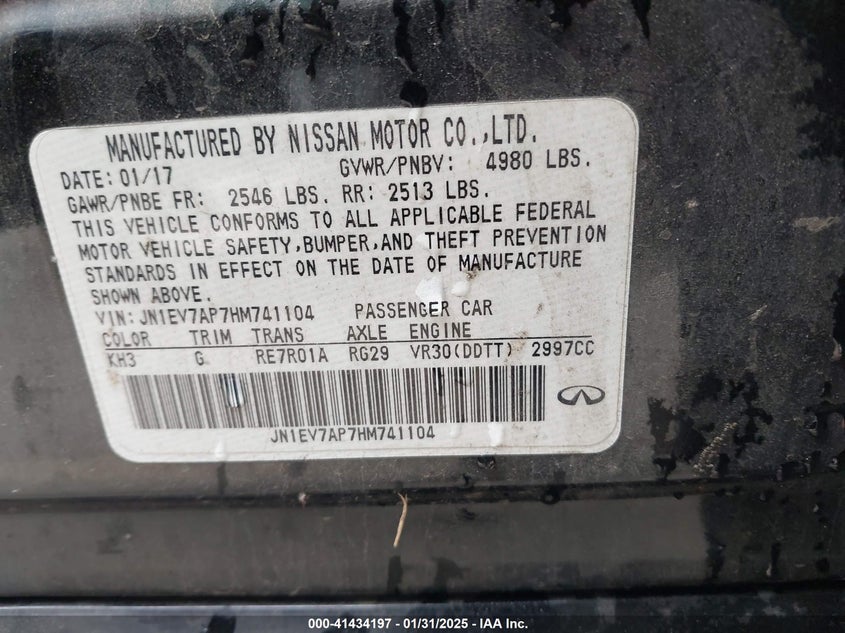 MANUFACTURED BY NISSAN MOTOR CO.,LTD.
DATE: 01/17 GVWR/PNBV: 4980 LBS.
GAWR/PNBE FR: 2546 LBS. RR: 2513 LBS.
THIS VEHICLE CONFORMS TO ALL APPLICABLE FEDERAL
MOTOR VEHICLE SAFETY,BUMPER,AND THEFT PREVENTION
STANDARDS IN EFFECT ON THE DATE OF MANUFACTURE
SHOWN ABOVE.
VIN: JN1EV7AP7HM741104 PASSENGER CAR
COLOR TRIM TRANS AXLE ENGINE
KH3 G RE7R01A RG29 VR30(DDTT) 2997CC
JN1EV7AP7HM741104
000-41434197 - 01/31/2025 - IAA Inc.